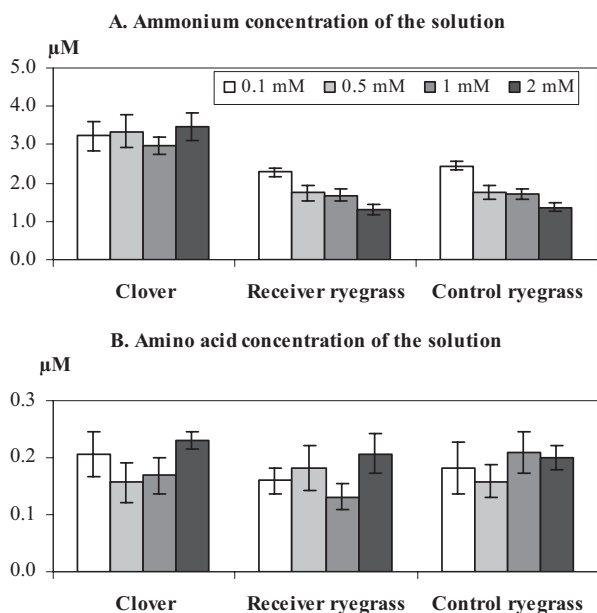 A. Ammonium concentration of the solution
µM
5.0
4.0
3.0
2.0
1.0
0.0
0.1 mM 0.5 mM 1 mM 2 mM
Clover Receiver ryegrass Control ryegrass
B. Amino acid concentration of the solution
µM
0.3
0.2
0.1
0.0
Clover Receiver ryegrass Control ryegrass